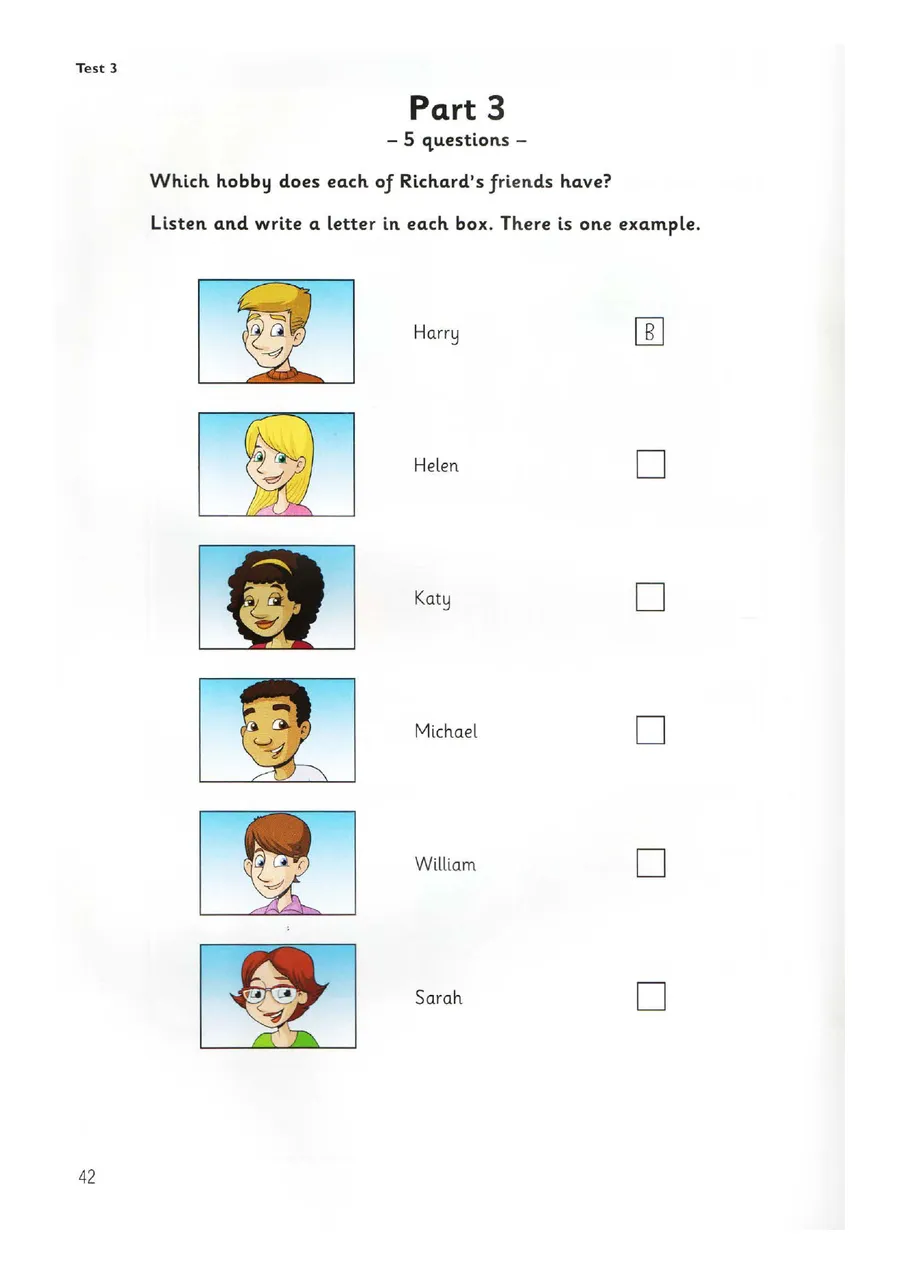 Test 3
Part 3
– 5 questions –
Which hobby does each of Richard's friends have?
Listen and write a letter in each box. There is one example.
Harry B
Helen
Katy
Michael
William
Sarah
42